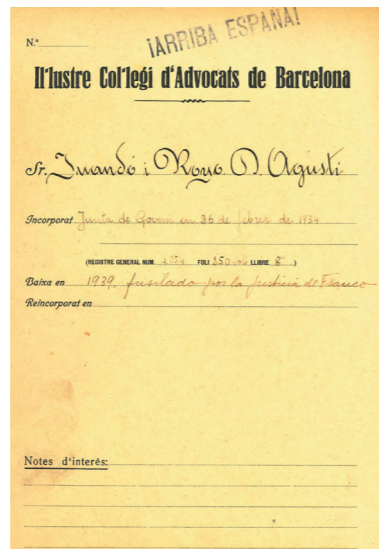 ¡ARRIBA ESPAÑA!
N.º
Il·lustre Col·legi d'Advocats de Barcelona
Sr. Juandó i Royo D. Agustí
Incorporat Junta de Govern en 26 de febrer de 1934
(REGISTRE GENERAL NUM. FOLI 250 LLIBRE 8)
Baixa en 1939, fusilado por la justicia de Franco
Reincorporat en
Notes d'interés: